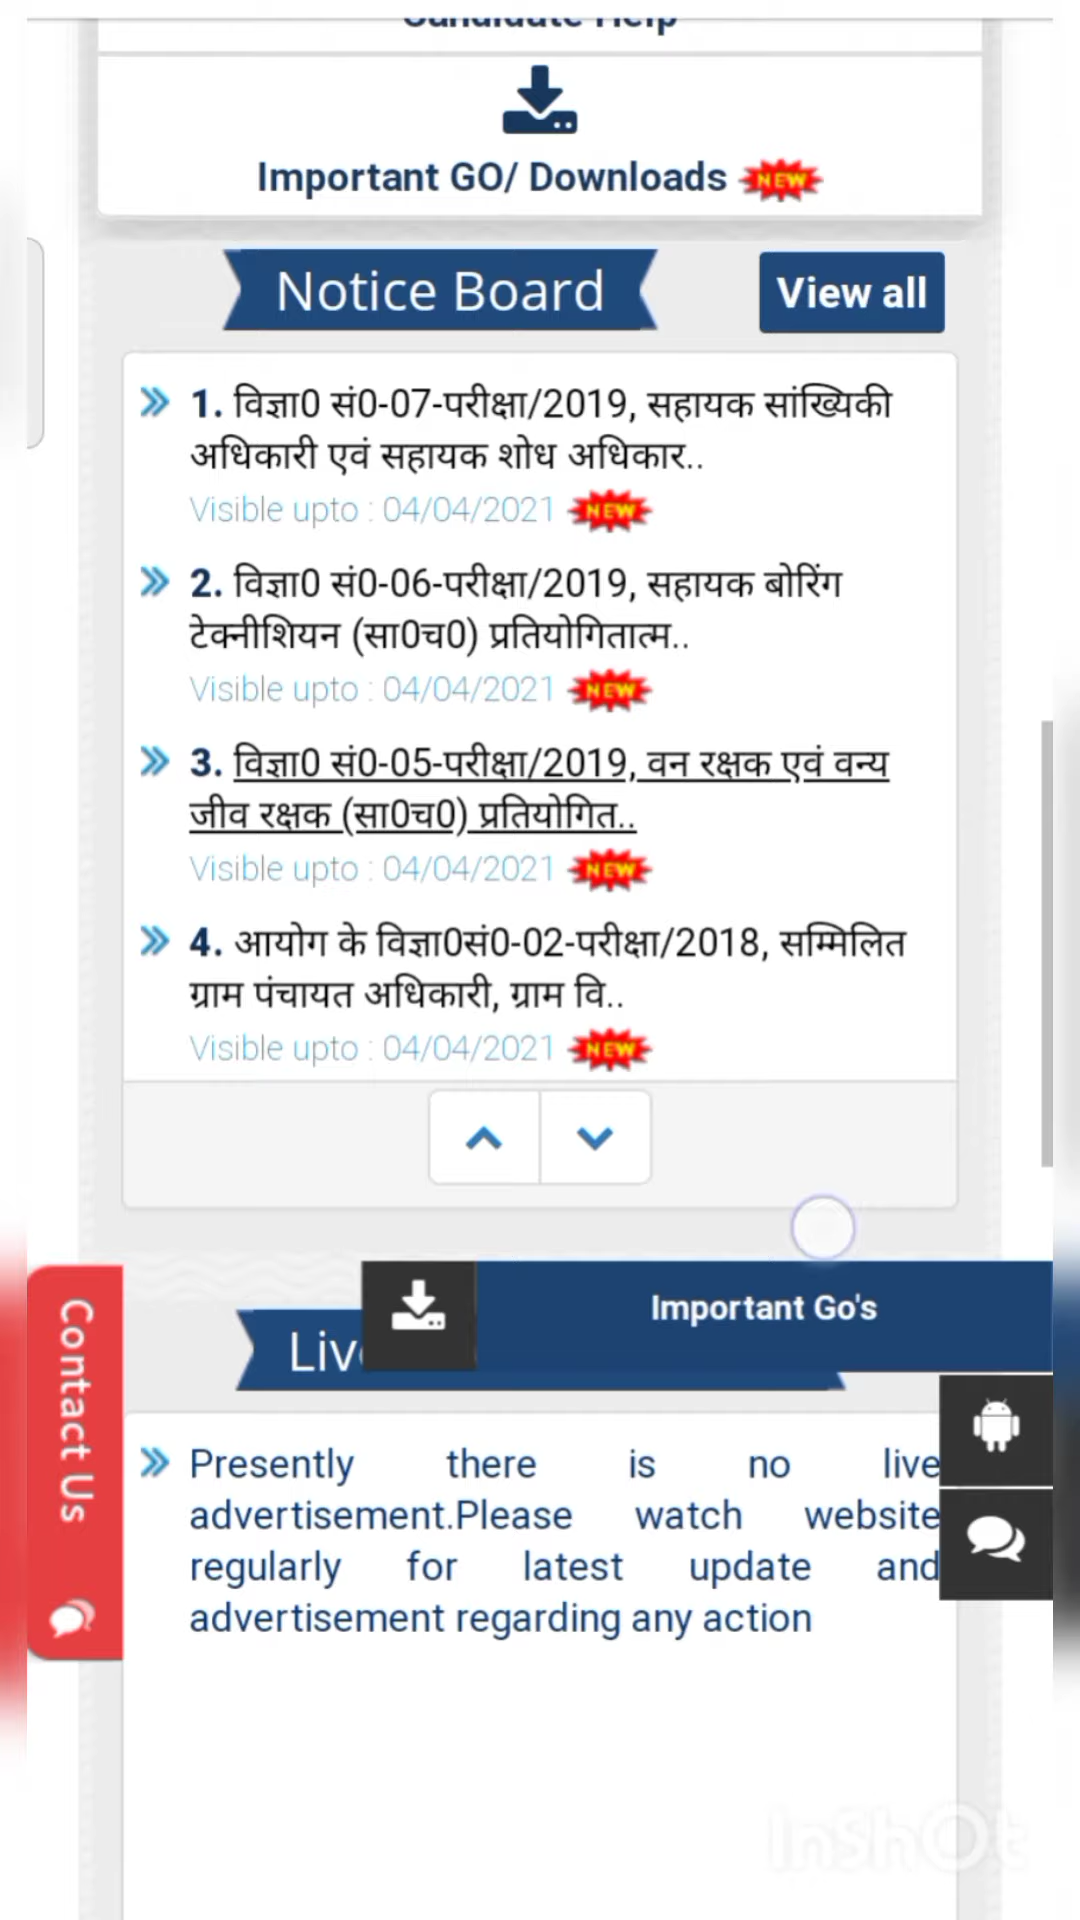 Candidate Help
Important GO/ Downloads NEW
Notice Board
View all
1. विज्ञा0 सं0-07-परीक्षा/2019, सहायक सांख्यिकी
अधिकारी एवं सहायक शोध अधिकार..
Visible upto : 04/04/2021 NEW
2. विज्ञा0 सं0-06-परीक्षा/2019, सहायक बोरिंग
टेक्नीशियन (सा0च0) प्रतियोगितात्म..
Visible upto : 04/04/2021 NEW
3. विज्ञा0 सं0-05-परीक्षा/2019, वन रक्षक एवं वन्य
जीव रक्षक (सा0च0) प्रतियोगित..
Visible upto : 04/04/2021 NEW
4. आयोग के विज्ञा0सं0-02-परीक्षा/2018, सम्मिलित
ग्राम पंचायत अधिकारी, ग्राम वि..
Visible upto : 04/04/2021 NEW
Important Go's
Liv
Contact Us
Presently there is no live
advertisement.Please watch website
regularly for latest update and
advertisement regarding any action
InShOt